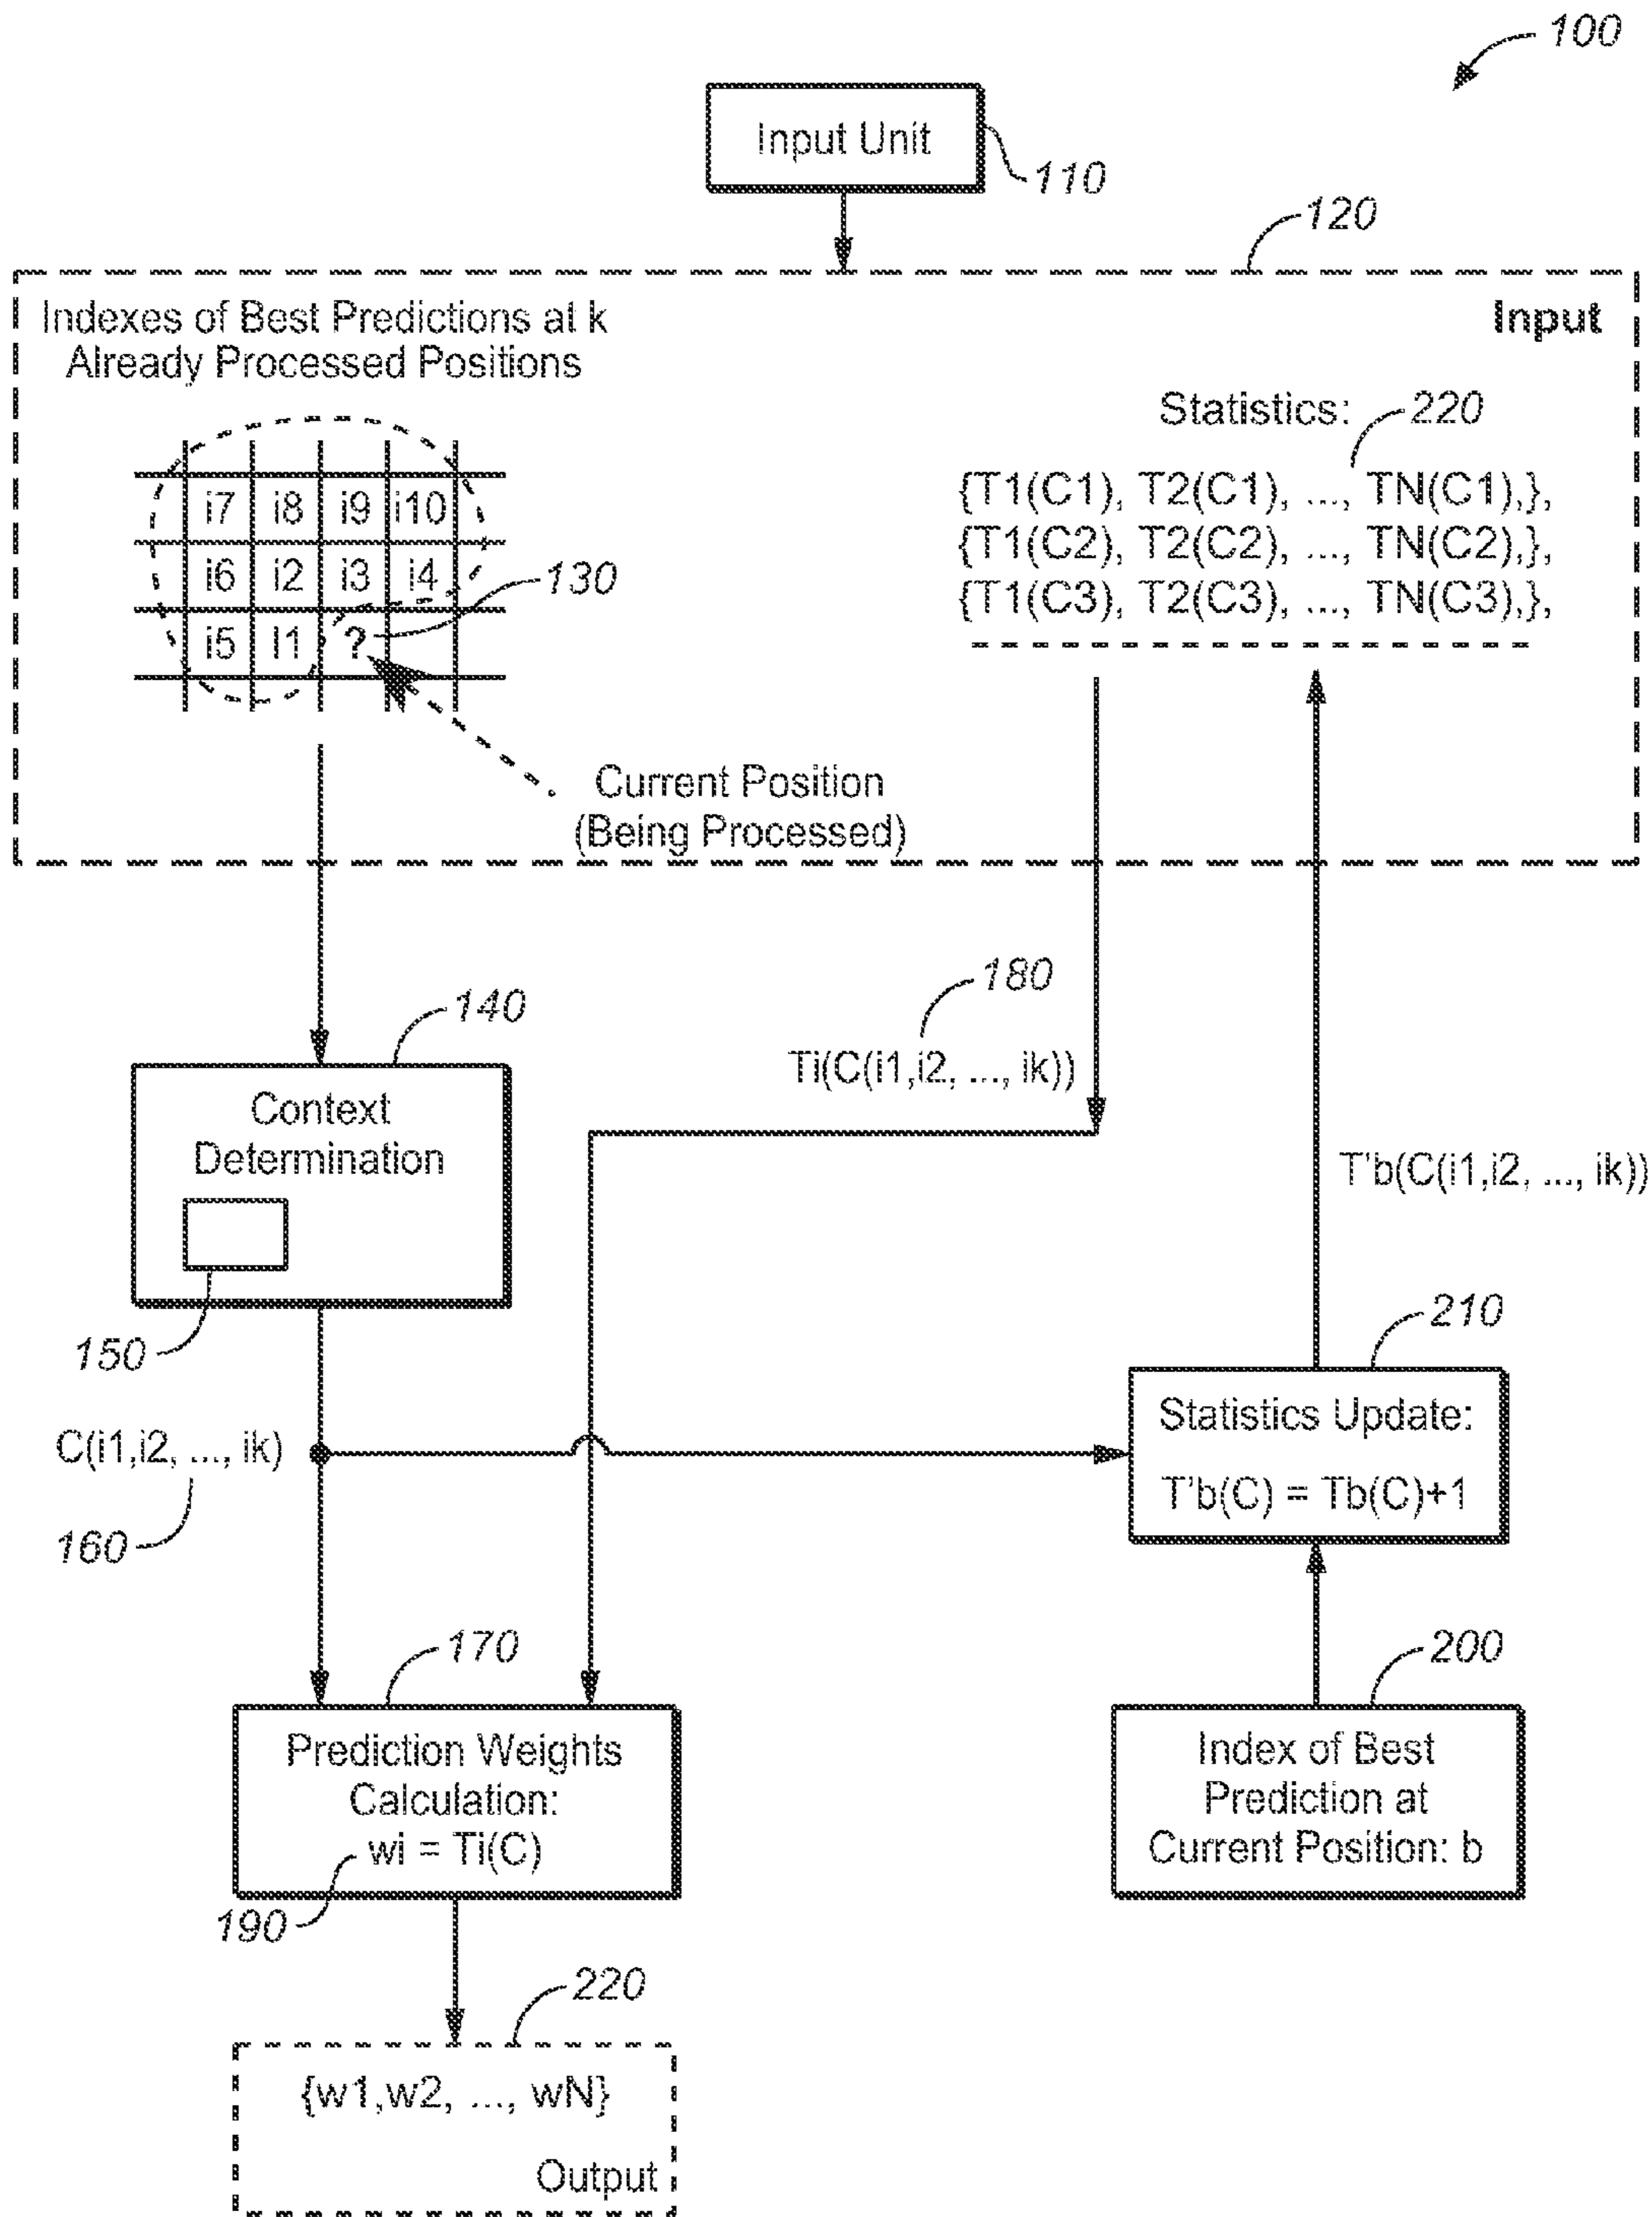 100
Input Unit
110
120
Indexes of Best Predictions at k
Already Processed Positions
Input
Statistics:
220
{T1(C1), T2(C1), ..., TN(C1),},
{T1(C2), T2(C2), ..., TN(C2),},
{T1(C3), T2(C3), ..., TN(C3),},
i7 i8 i9 i10
i6 i2 i3 i4
130
i5 I1 ?
Current Position
(Being Processed)
180
140
Ti(C(i1,i2, ..., ik))
Context
Determination
T'b(C(i1,i2, ..., ik))
150
210
C(i1,i2, ..., ik)
160
Statistics Update:
T'b(C) = Tb(C)+1
170
200
Prediction Weights
Calculation:
wi = Ti(C)
190
Index of Best
Prediction at
Current Position: b
220
{w1,w2, ..., wN}
Output